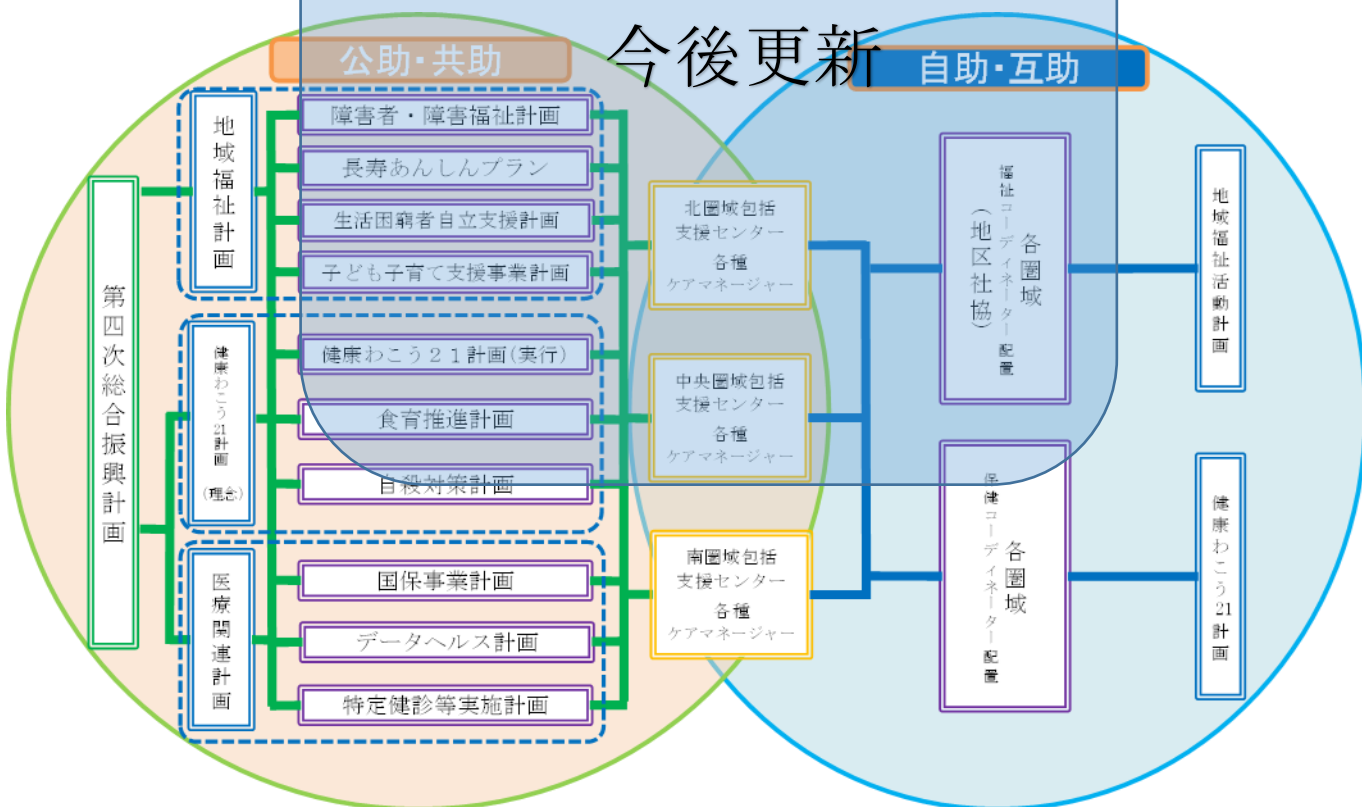 今後更新
公助・共助
自助・互助
第四次総合振興計画
地域福祉計画
障害者・障害福祉計画
長寿あんしんプラン
生活困窮者自立支援計画
子ども子育て支援事業計画
健康わこう21計画
(理念)
健康わこう21計画(実行)
食育推進計画
自殺対策計画
医療関連計画
国保事業計画
データヘルス計画
特定健診等実施計画
北圏域包括
支援センター
各種
ケアマネージャー
中央圏域包括
支援センター
各種
ケアマネージャー
南圏域包括
支援センター
各種
ケアマネージャー
各圏域
福祉コーディネーター配置
(地区社協)
各圏域
保健コーディネーター配置
地域福祉活動計画
健康わこう21計画